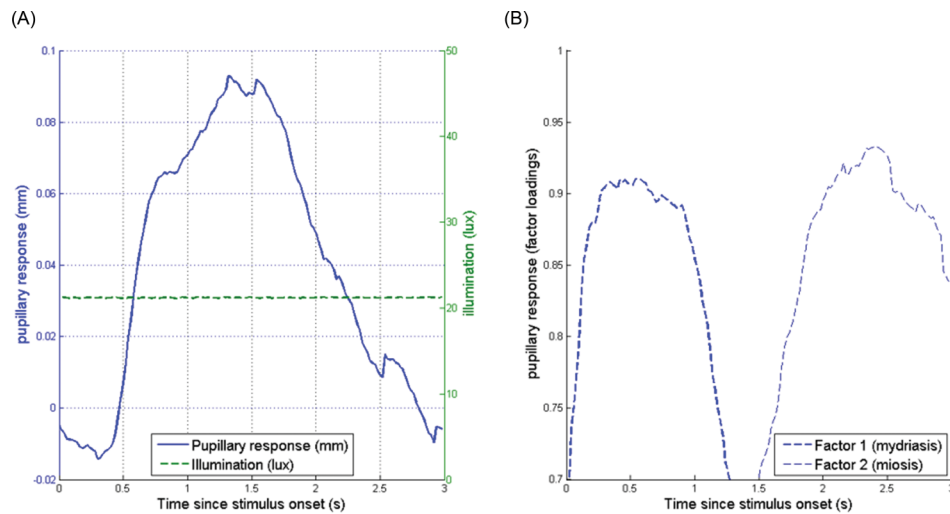 (A)
(B)
0.1
0.08
0.06
0.04
0.02
0
-0.02
pupillary response (mm)
50
40
30
20
10
0
illumination (lux)
Pupillary response (mm)
Illumination (lux)
0 0.5 1 1.5 2 2.5 3
Time since stimulus onset (s)
1
0.95
0.9
0.85
0.8
0.75
0.7
pupillary response (factor loadings)
Factor 1 (mydriasis)
Factor 2 (miosis)
0 0.5 1 1.5 2 2.5 3
Time since stimulus onset (s)